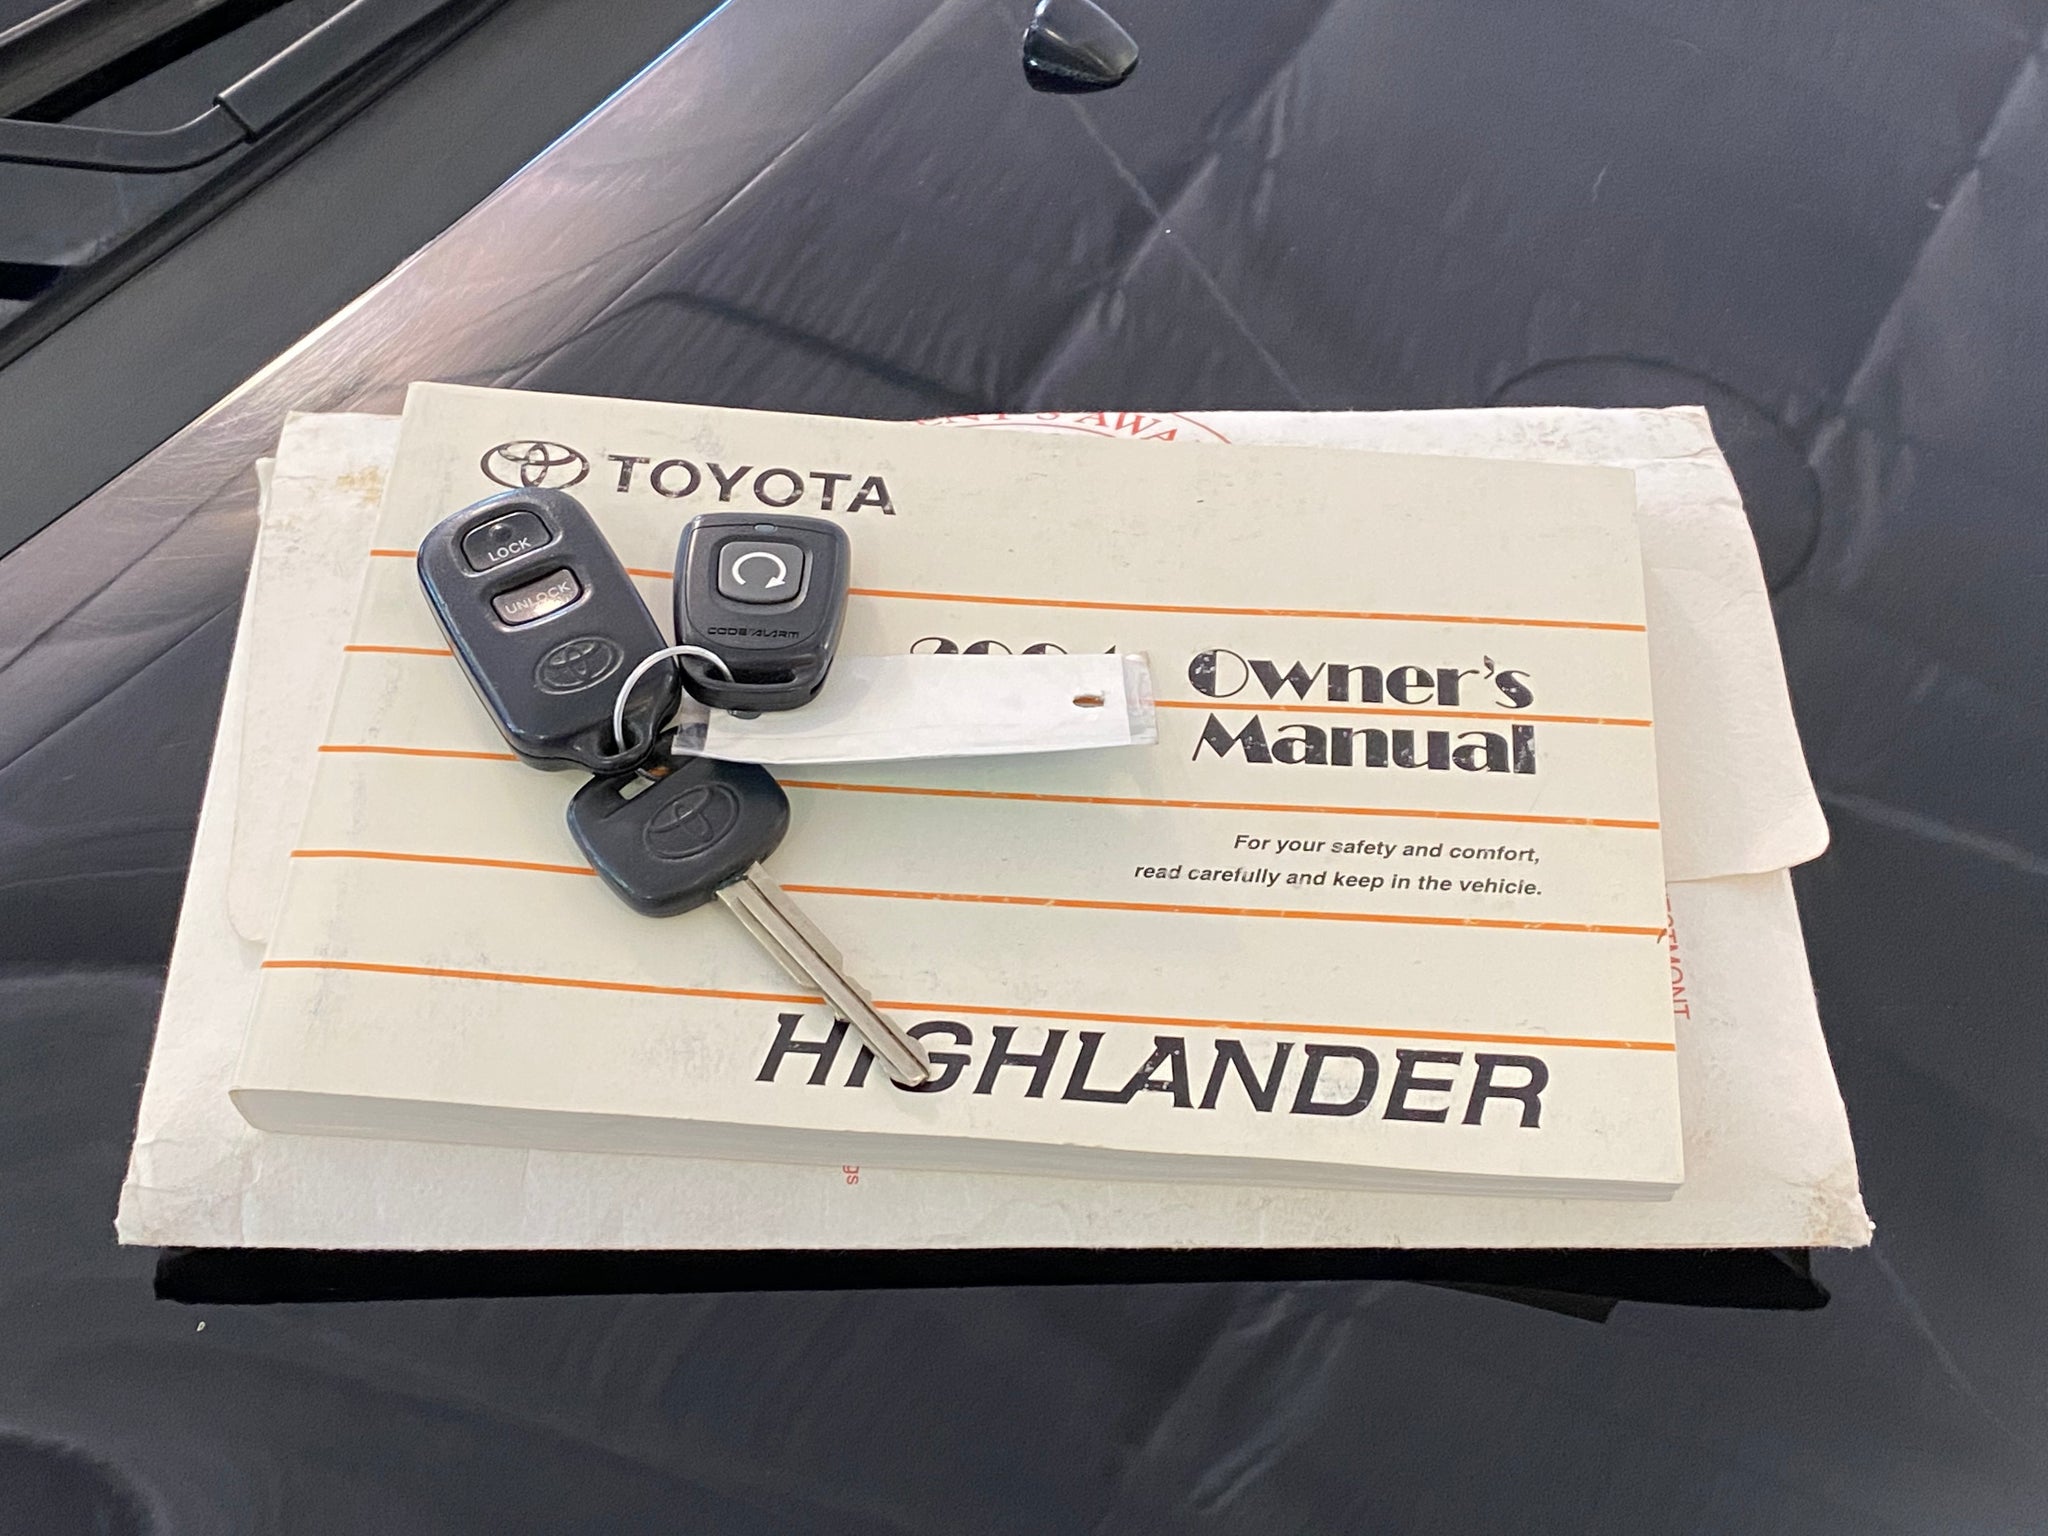 TOYOTA
LOCK
UNLOCK
CODE ALARM
2004
Owner's
Manual
For your safety and comfort,
read carefully and keep in the vehicle.
HIGHLANDER